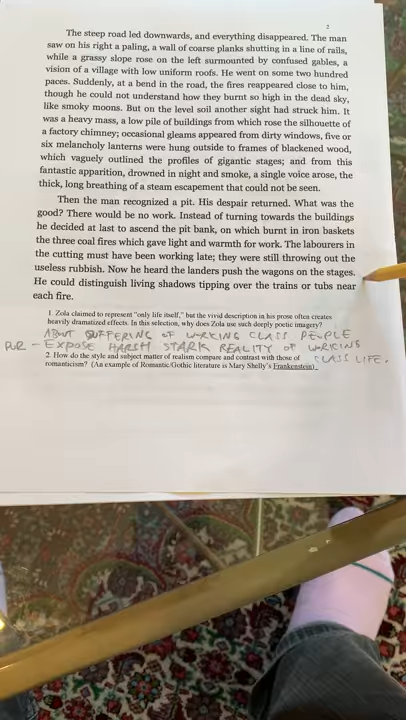 2
The steep road led downwards, and everything disappeared. The man
saw on his right a paling, a wall of coarse planks shutting in a line of rails,
while a grassy slope rose on the left surmounted by confused gables, a
vision of a village with low uniform roofs. He went on some two hundred
paces. Suddenly, at a bend in the road, the fires reappeared close to him,
though he could not understand how they burnt so high in the dead sky,
like smoky moons. But on the level soil another sight had struck him. It
was a heavy mass, a low pile of buildings from which rose the silhouette of
a factory chimney; occasional gleams appeared from dirty windows, five or
six melancholy lanterns were hung outside to frames of blackened wood,
which vaguely outlined the profiles of gigantic stages; and from this
fantastic apparition, drowned in night and smoke, a single voice arose, the
thick, long breathing of a steam escapement that could not be seen.
Then the man recognized a pit. His despair returned. What was the
good? There would be no work. Instead of turning towards the buildings
he decided at last to ascend the pit bank, on which burnt in iron baskets
the three coal fires which gave light and warmth for work. The labourers in
the cutting must have been working late; they were still throwing out the
useless rubbish. Now he heard the landers push the wagons on the stages.
He could distinguish living shadows tipping over the trains or tubs near
each fire.
1. Zola claimed to represent "only life itself," but the vivid description in his prose often creates
heavily dramatized effects. In this selection, why does Zola use such deeply poetic imagery?
ABOUT SUFFERING OF WORKING CLASS PEOPLE
PUR - EXPOSE HARSH STARK REALITY OF WORKING
CLASS LIFE.
2. How do the style and subject matter of realism compare and contrast with those of
romanticism? (An example of Romantic/Gothic literature is Mary Shelly's Frankenstein).